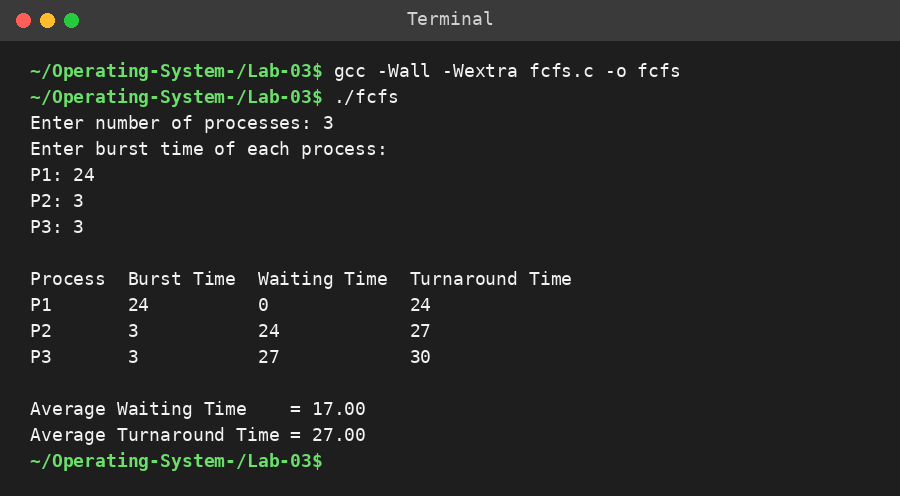 Terminal
~/Operating-System-/Lab-03$ gcc -Wall -Wextra fcfs.c -o fcfs
~/Operating-System-/Lab-03$ ./fcfs
Enter number of processes: 3
Enter burst time of each process:
P1: 24
P2: 3
P3: 3

Process  Burst Time  Waiting Time  Turnaround Time
P1       24          0             24
P2       3           24            27
P3       3           27            30

Average Waiting Time    = 17.00
Average Turnaround Time = 27.00
~/Operating-System-/Lab-03$